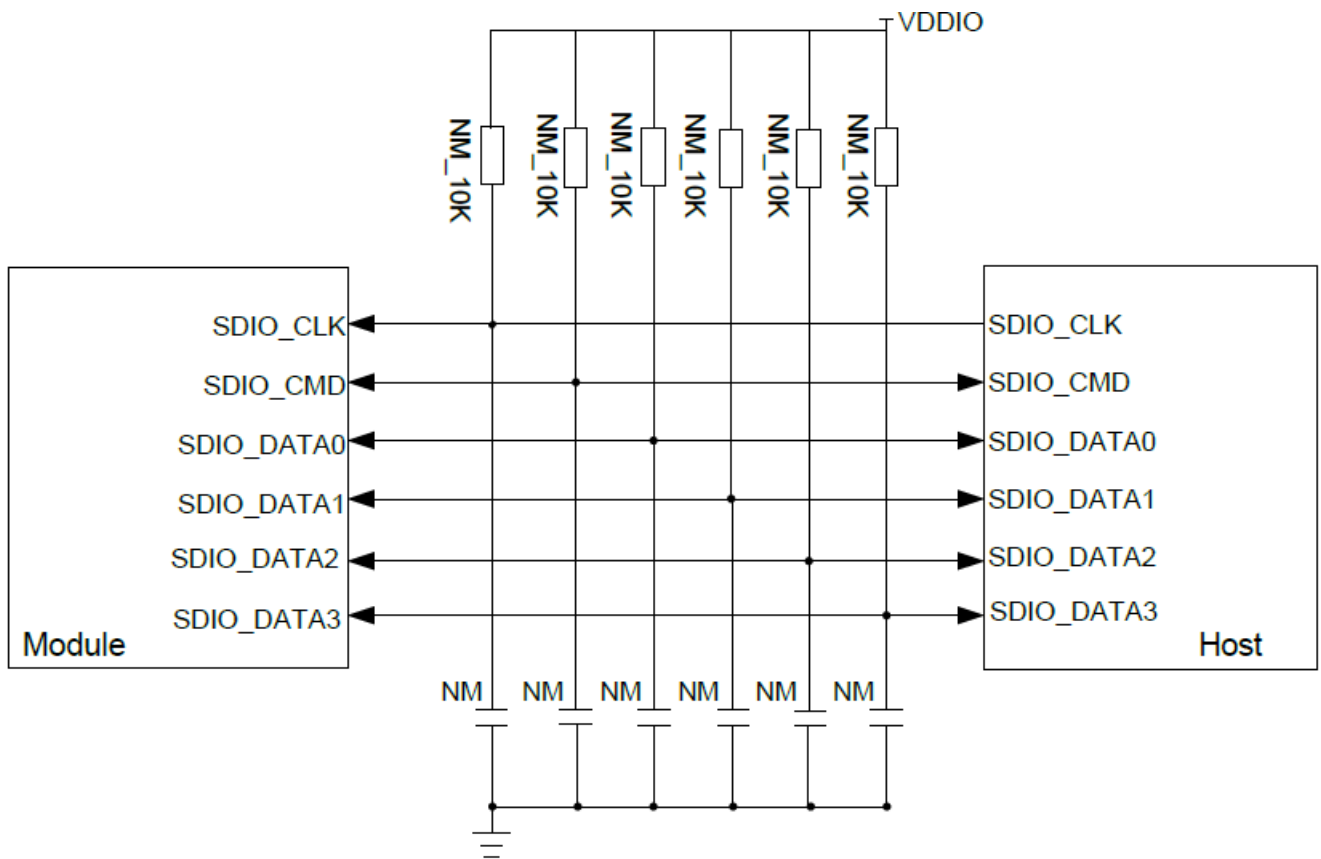 VDDIO
NM_10K
NM_10K
NM_10K
NM_10K
NM_10K
NM_10K
SDIO_CLK
SDIO_CMD
SDIO_DATA0
SDIO_DATA1
SDIO_DATA2
SDIO_DATA3
Module
SDIO_CLK
SDIO_CMD
SDIO_DATA0
SDIO_DATA1
SDIO_DATA2
SDIO_DATA3
Host
NM
NM
NM
NM
NM
NM